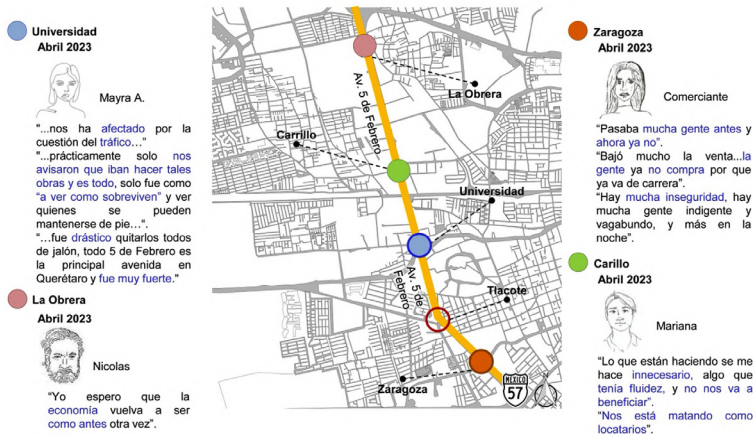 Universidad
Abril 2023
Mayra A.
"...nos ha afectado por la
cuestión del tráfico..."
"...prácticamente solo nos
avisaron que iban hacer tales
obras y es todo, solo fue como
"a ver como sobreviven" y ver
quienes se pueden
mantenerse de pie...".
"...fue drástico quitarlos todos
de jalón, todo 5 de Febrero es
la principal avenida en
Querétaro y fue muy fuerte."
La Obrera
Abril 2023
Nicolas
"Yo espero que la
economía vuelva a ser
como antes otra vez".
Av. 5 de Febrero
La Obrera
Carrillo
Universidad
Av. 5 de
Febrero
Tlacote
Zaragoza
MÉXICO
57
Zaragoza
Abril 2023
Comerciante
"Pasaba mucha gente antes y
ahora ya no".
"Bajó mucho la venta...la
gente ya no compra por que
ya va de carrera".
"Hay mucha inseguridad, hay
mucha gente indigente y
vagabundo, y más en la
noche".
Carillo
Abril 2023
Mariana
"Lo que están haciendo se me
hace innecesario, algo que
tenía fluidez, y no nos va a
beneficiar".
"Nos está matando como
locatarios".